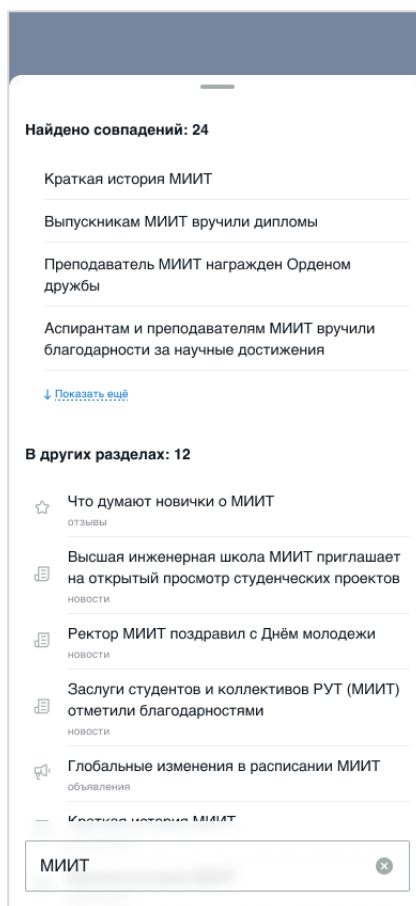 Найдено совпадений: 24
Краткая история МИИТ
Выпускникам МИИТ вручили дипломы
Преподаватель МИИТ награжден Орденом
дружбы
Аспирантам и преподавателям МИИТ вручили
благодарности за научные достижения
↓ Показать ещё
В других разделах: 12
Что думают новички о МИИТ
отзывы
Высшая инженерная школа МИИТ приглашает
на открытый просмотр студенческих проектов
новости
Ректор МИИТ поздравил с Днём молодежи
новости
Заслуги студентов и коллективов РУТ (МИИТ)
отметили благодарностями
новости
Глобальные изменения в расписании МИИТ
объявления
Краткая история МИИТ
МИИТ